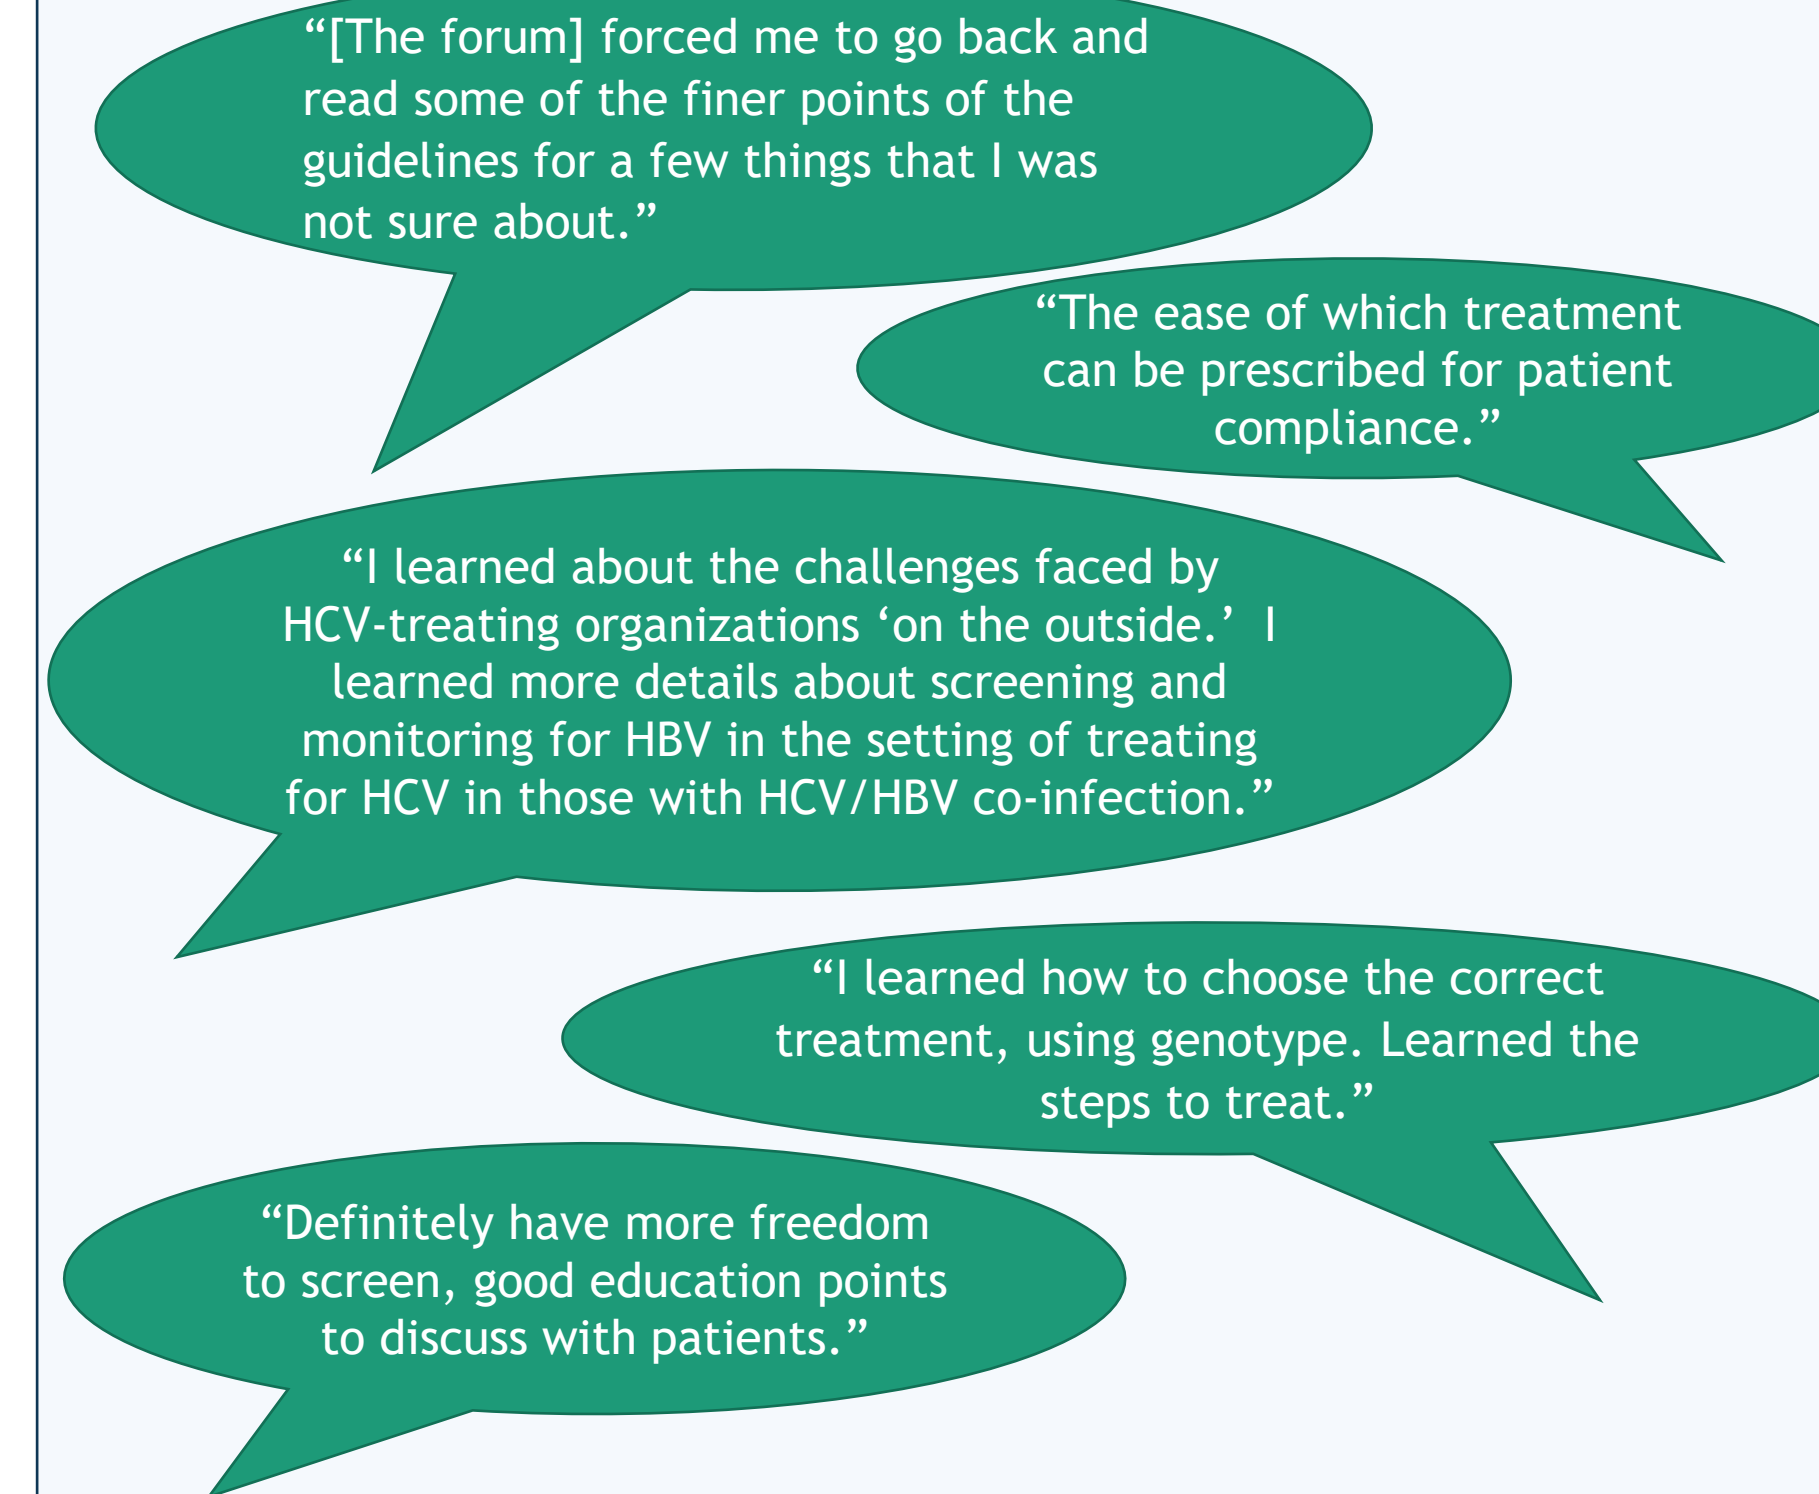 “[The forum] forced me to go back and
read some of the finer points of the
guidelines for a few things that I was
not sure about.”
“The ease of which treatment
can be prescribed for patient
compliance.”
“I learned about the challenges faced by
HCV-treating organizations ‘on the outside.’  I
learned more details about screening and
monitoring for HBV in the setting of treating
for HCV in those with HCV/HBV co-infection.”
“I learned how to choose the correct
treatment, using genotype. Learned the
steps to treat.”
“Definitely have more freedom
to screen, good education points
to discuss with patients.”